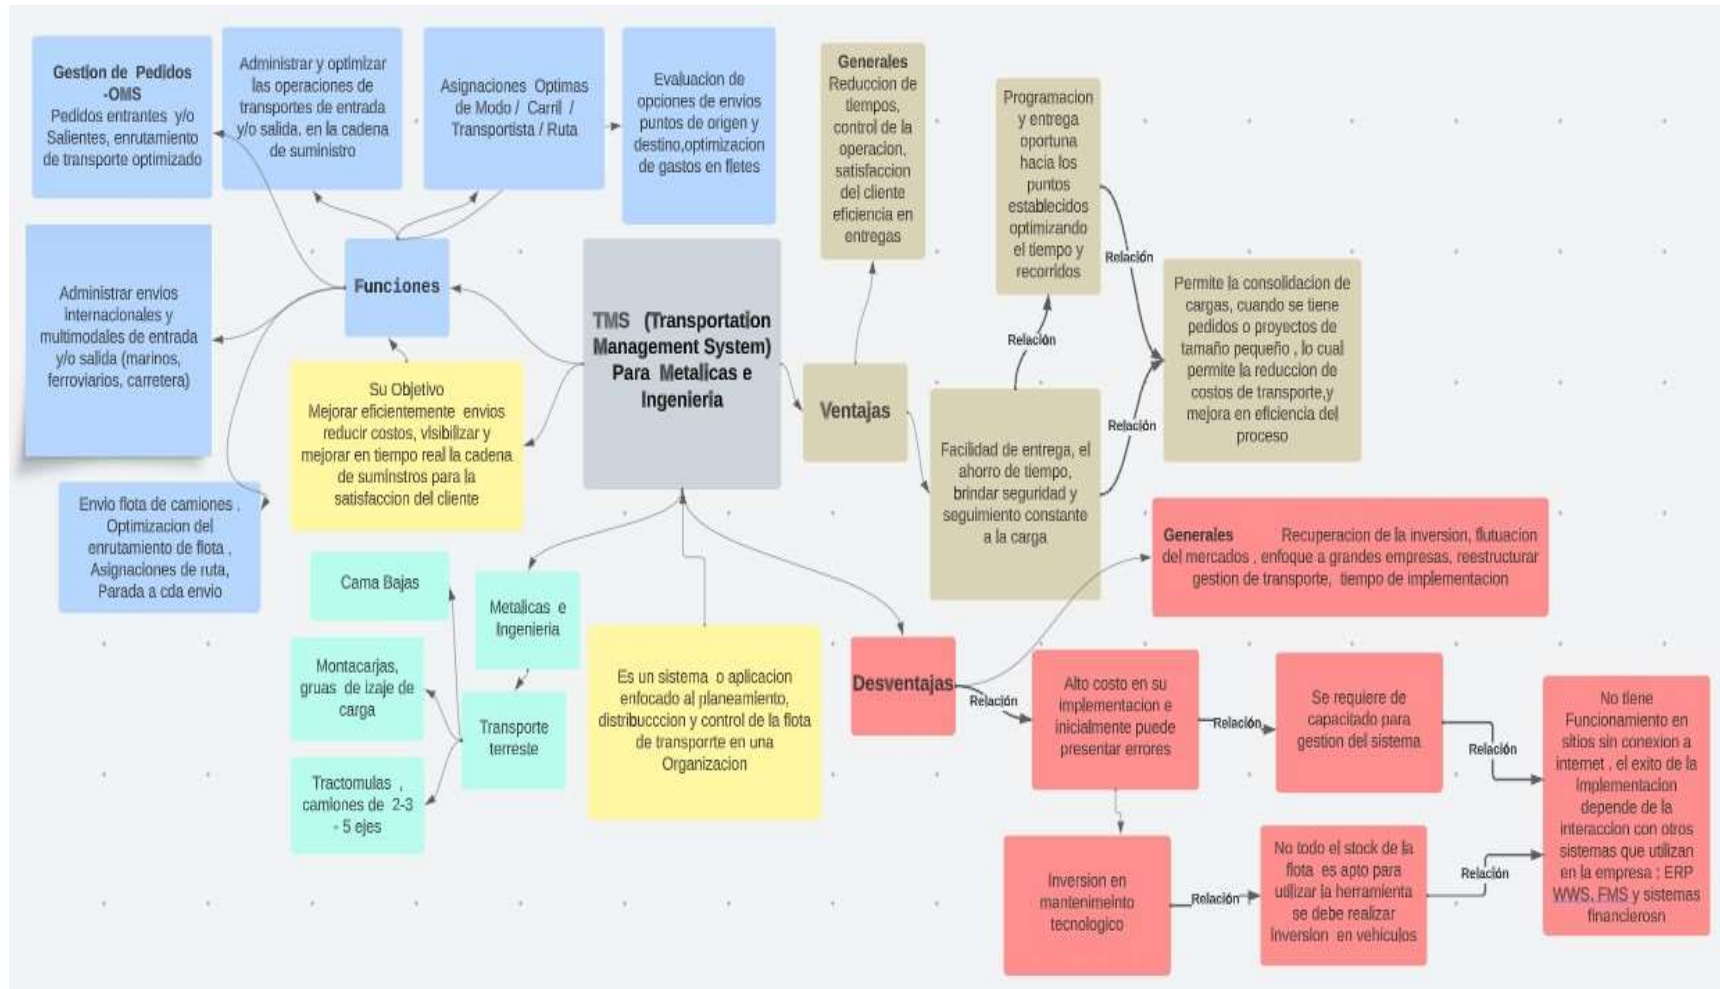 Gestion de Pedidos
-OMS
Pedidos entrantes y/o
Salientes, enrutamiento
de transporte optimizado
Administrar y optimizar
las operaciones de
transportes de entrada
y/o salida, en la cadena
de suministro
Asignaciones Optimas
de Modo / Carril /
Transportista / Ruta
Evaluacion de
opciones de envios
puntos de origen y
destino,optimizacion
de gastos en fletes
Generales
Reduccion de
tiempos,
control de la
operacion,
satisfaccion
del cliente
eficiencia en
entregas
Programacion
y entrega
oportuna
hacia los
puntos
establecidos
optimizando
el tiempo y
recorridos
Relación
Relación
Relación
Permite la consolidacion de
cargas, cuando se tiene
pedidos o proyectos de
tamaño pequeño , lo cual
permite la reduccion de
costos de transporte,y
mejora en eficiencia del
proceso
Administrar envios
internacionales y
multimodales de entrada
y/o salida (marinos,
ferroviarios, carretera)
Funciones
TMS (Transportation
Management System)
Para Metalicas e
Ingenieria
Ventajas
Facilidad de entrega, el
ahorro de tiempo,
brindar seguridad y
seguimiento constante
a la carga
Su Objetivo
Mejorar eficientemente envios
reducir costos, visibilizar y
mejorar en tiempo real la cadena
de suminstros para la
satisfaccion del cliente
Envio flota de camiones .
Optimizacion del
enrutamiento de flota ,
Asignaciones de ruta,
Parada a cda envio
Generales Recuperacion de la inversion, flutuacion
del mercados , enfoque a grandes empresas, reestructurar
gestion de transporte, tiempo de implementacion
Cama Bajas
Metalicas e
Ingenieria
Montacarjas,
gruas de izaje de
carga
Transporte
terreste
Tractomulas ,
camiones de 2-3
- 5 ejes
Es un sistema o aplicacion
enfocado al planeamiento,
distribucccion y control de la flota
de transporrte en una
Organizacion
Desventajas
Relación
Alto costo en su
implementacion e
inicialmente puede
presentar errores
Relación
Se requiere de
capacitado para
gestion del sistema
Relación
No tiene
Funcionamiento en
sitios sin conexion a
internet , el exito de la
Implementacion
depende de la
interaccion con otros
sistemas que utilizan
en la empresa ; ERP
WWS, FMS y sistemas
financierosn
Inversion en
mantenimeinto
tecnologico
Relación
No todo el stock de la
flota es apto para
utilizar la herramienta
se debe realizar
inversion en vehiculos
Relación